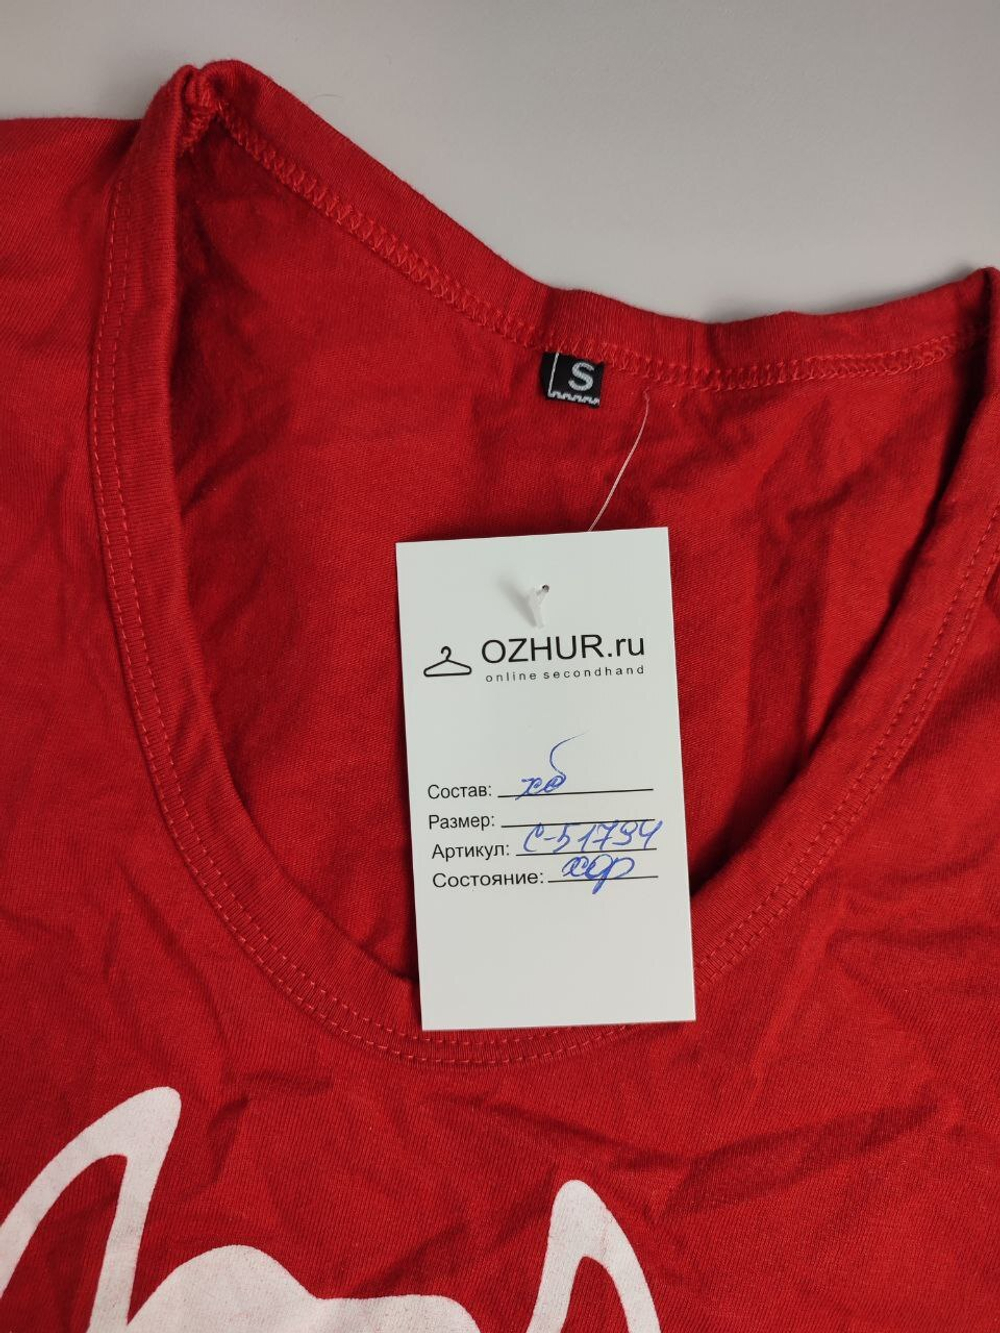 S
OZHUR.ru
online secondhand
Состав: хб
Размер:
Артикул: С-51794
Состояние: хор